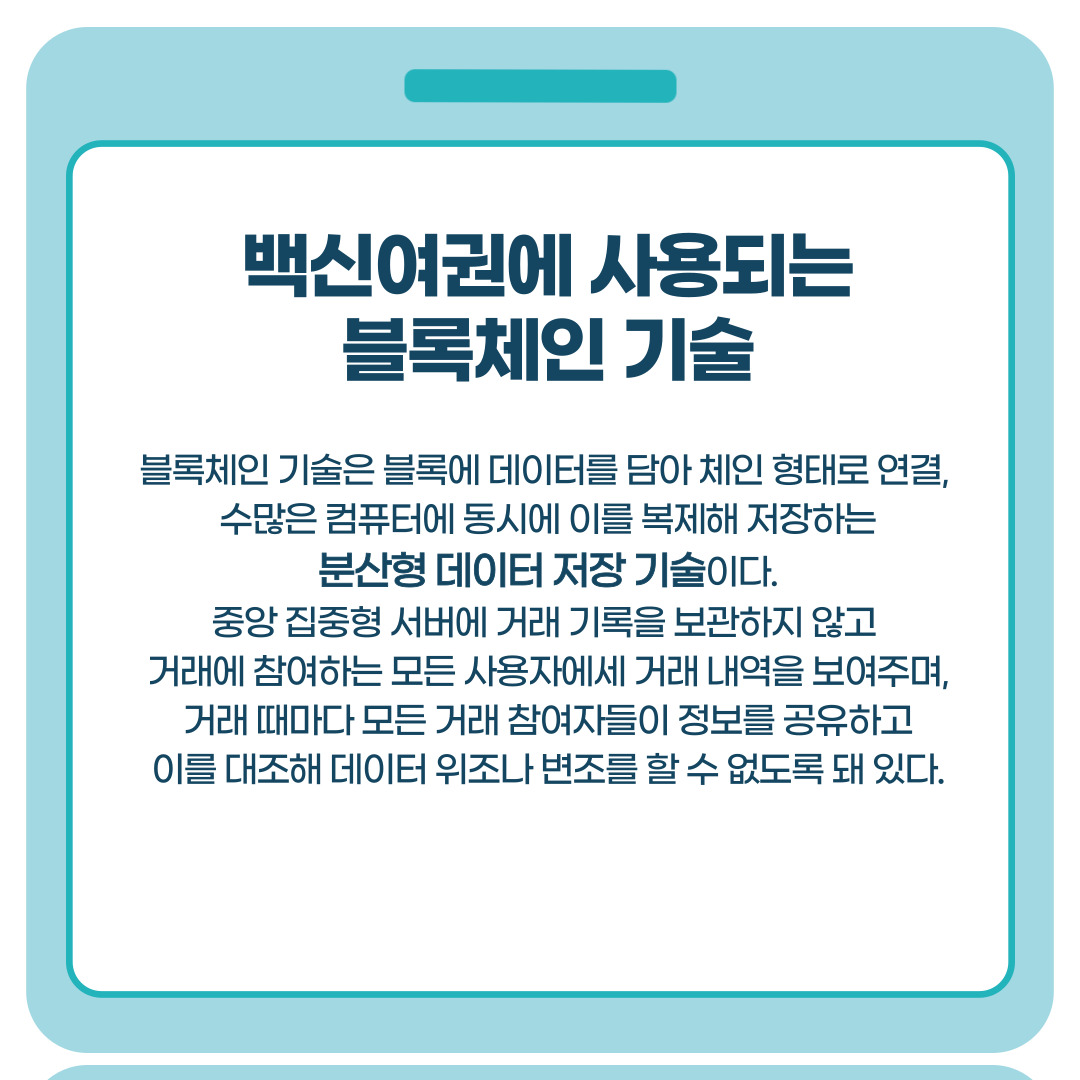 백신여권에 사용되는
블록체인 기술
블록체인 기술은 블록에 데이터를 담아 체인 형태로 연결,
수많은 컴퓨터에 동시에 이를 복제해 저장하는
분산형 데이터 저장 기술이다.
중앙 집중형 서버에 거래 기록을 보관하지 않고
거래에 참여하는 모든 사용자에세 거래 내역을 보여주며,
거래 때마다 모든 거래 참여자들이 정보를 공유하고
이를 대조해 데이터 위조나 변조를 할 수 없도록 돼 있다.